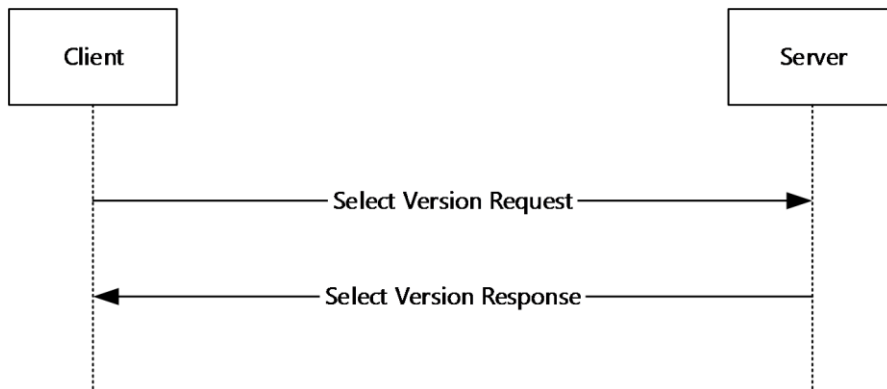 Client
Server
Select Version Request
Select Version Response